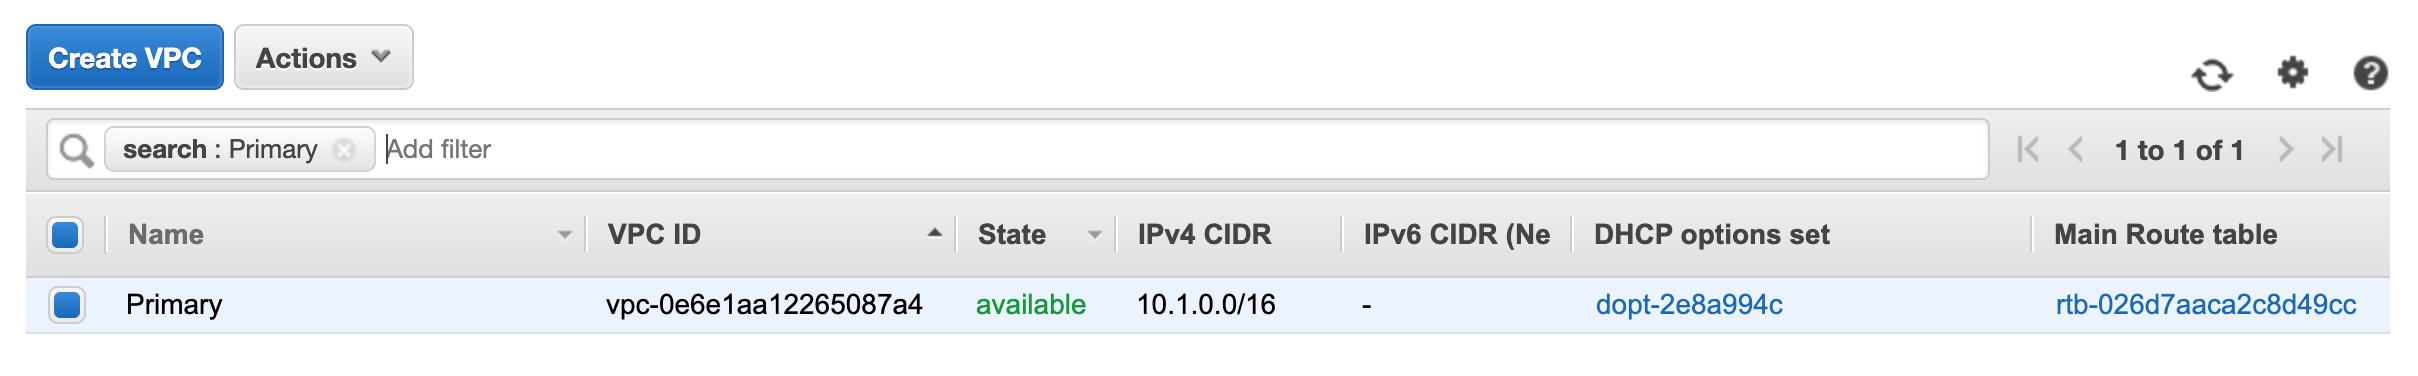 Create VPC Actions
search : Primary Add filter 1 to 1 of 1
Name VPC ID State IPv4 CIDR IPv6 CIDR (Ne DHCP options set Main Route table
Primary vpc-0e6e1aa12265087a4 available 10.1.0.0/16 - dopt-2e8a994c rtb-026d7aaca2c8d49cc